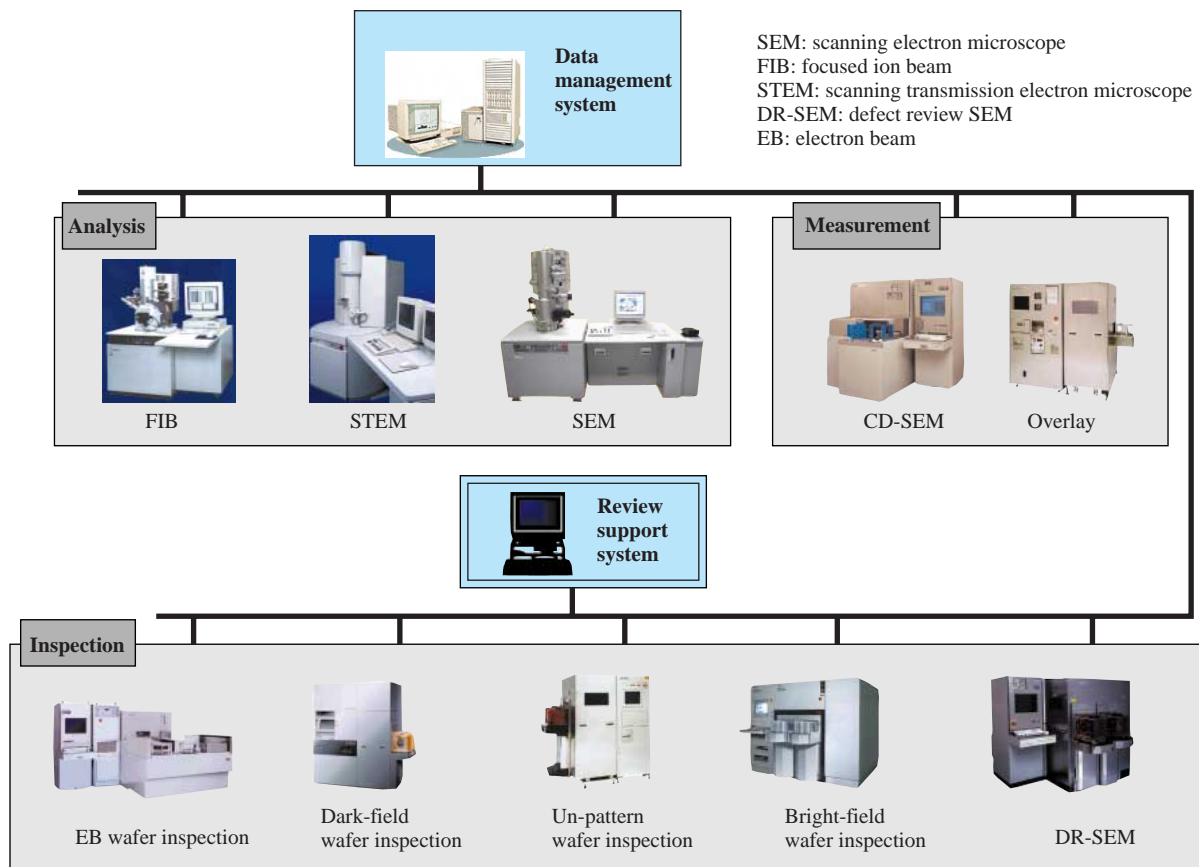 Data
management
system
SEM: scanning electron microscope
FIB: focused ion beam
STEM: scanning transmission electron microscope
DR-SEM: defect review SEM
EB: electron beam
Analysis
FIB
STEM
SEM
Measurement
CD-SEM
Overlay
Review
support
system
Inspection
EB wafer inspection
Dark-field
wafer inspection
Un-pattern
wafer inspection
Bright-field
wafer inspection
DR-SEM